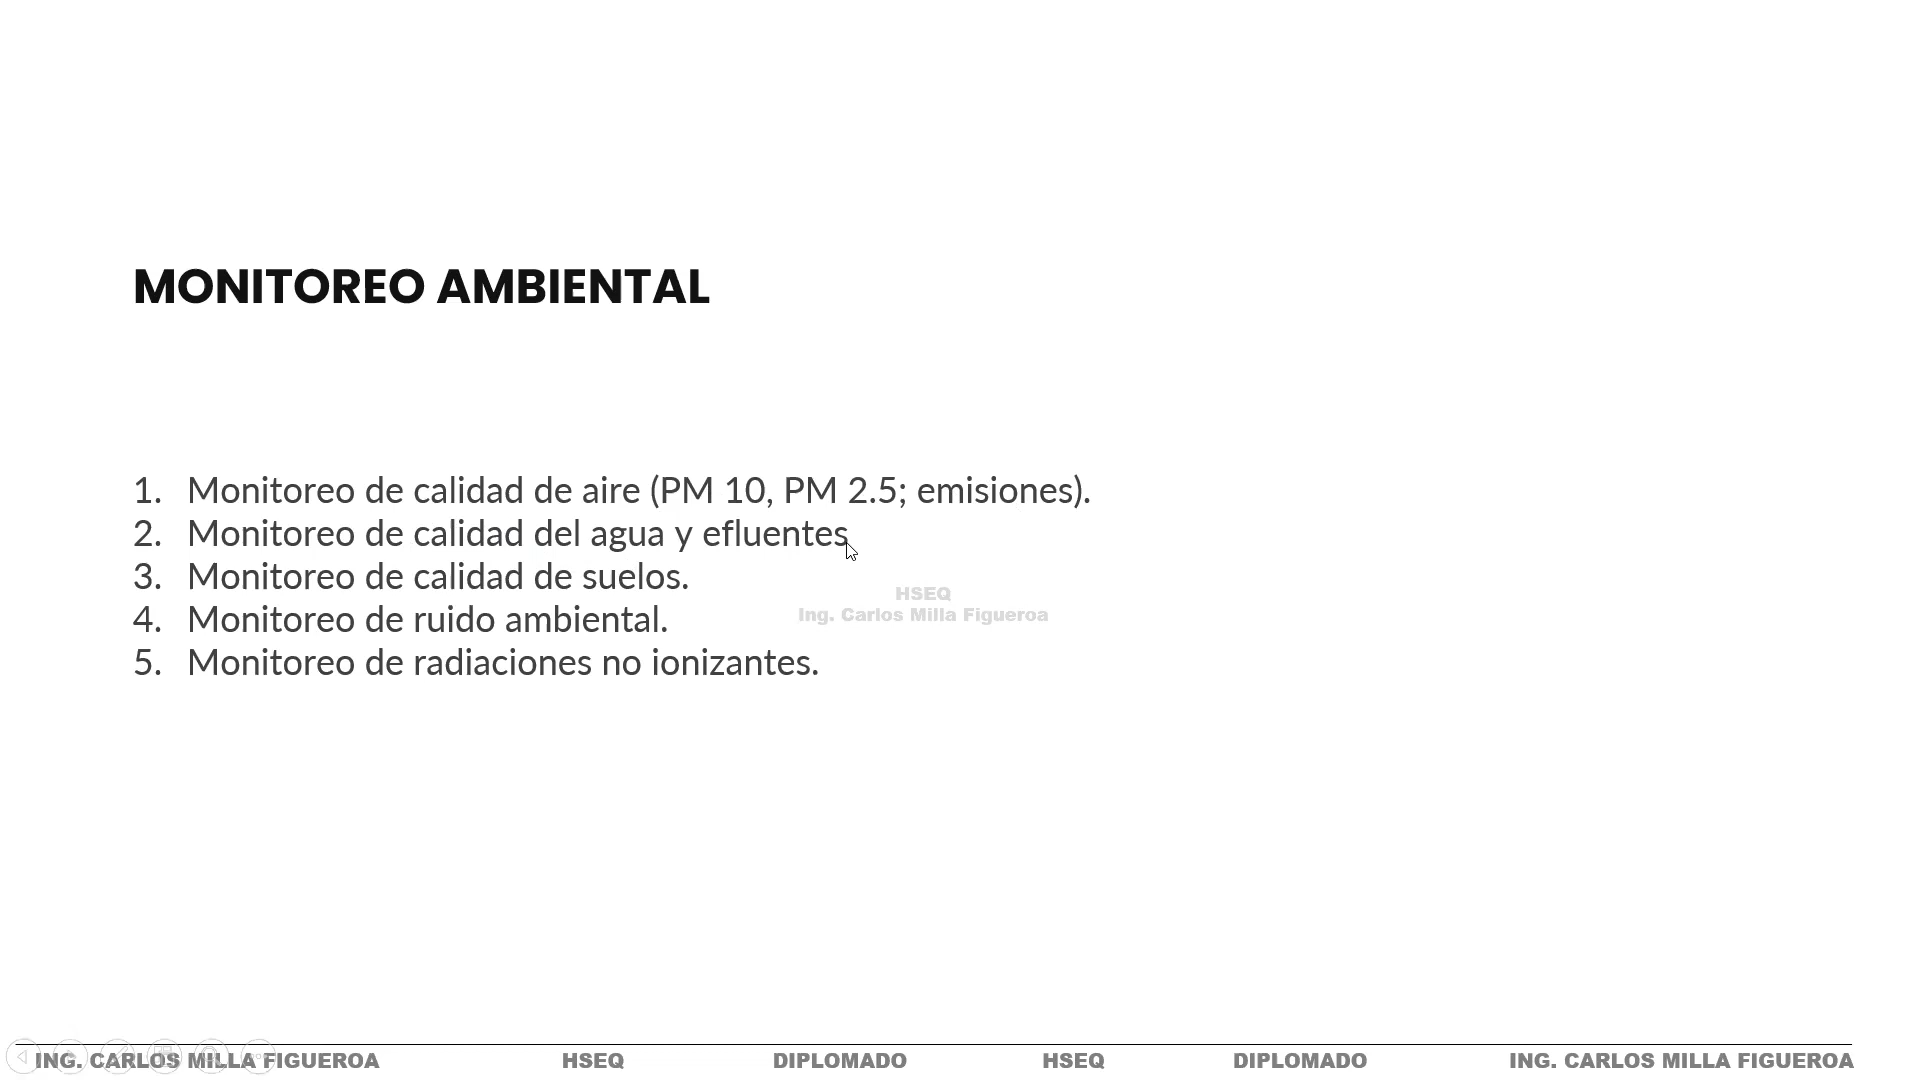 MONITOREO AMBIENTAL
1. Monitoreo de calidad de aire (PM 10, PM 2.5; emisiones).
2. Monitoreo de calidad del agua y efluentes
3. Monitoreo de calidad de suelos.
4. Monitoreo de ruido ambiental.
5. Monitoreo de radiaciones no ionizantes.
HSEQ
Ing. Carlos Milla Figueroa
ING. CARLOS MILLA FIGUEROA HSEQ DIPLOMADO HSEQ DIPLOMADO ING. CARLOS MILLA FIGUEROA